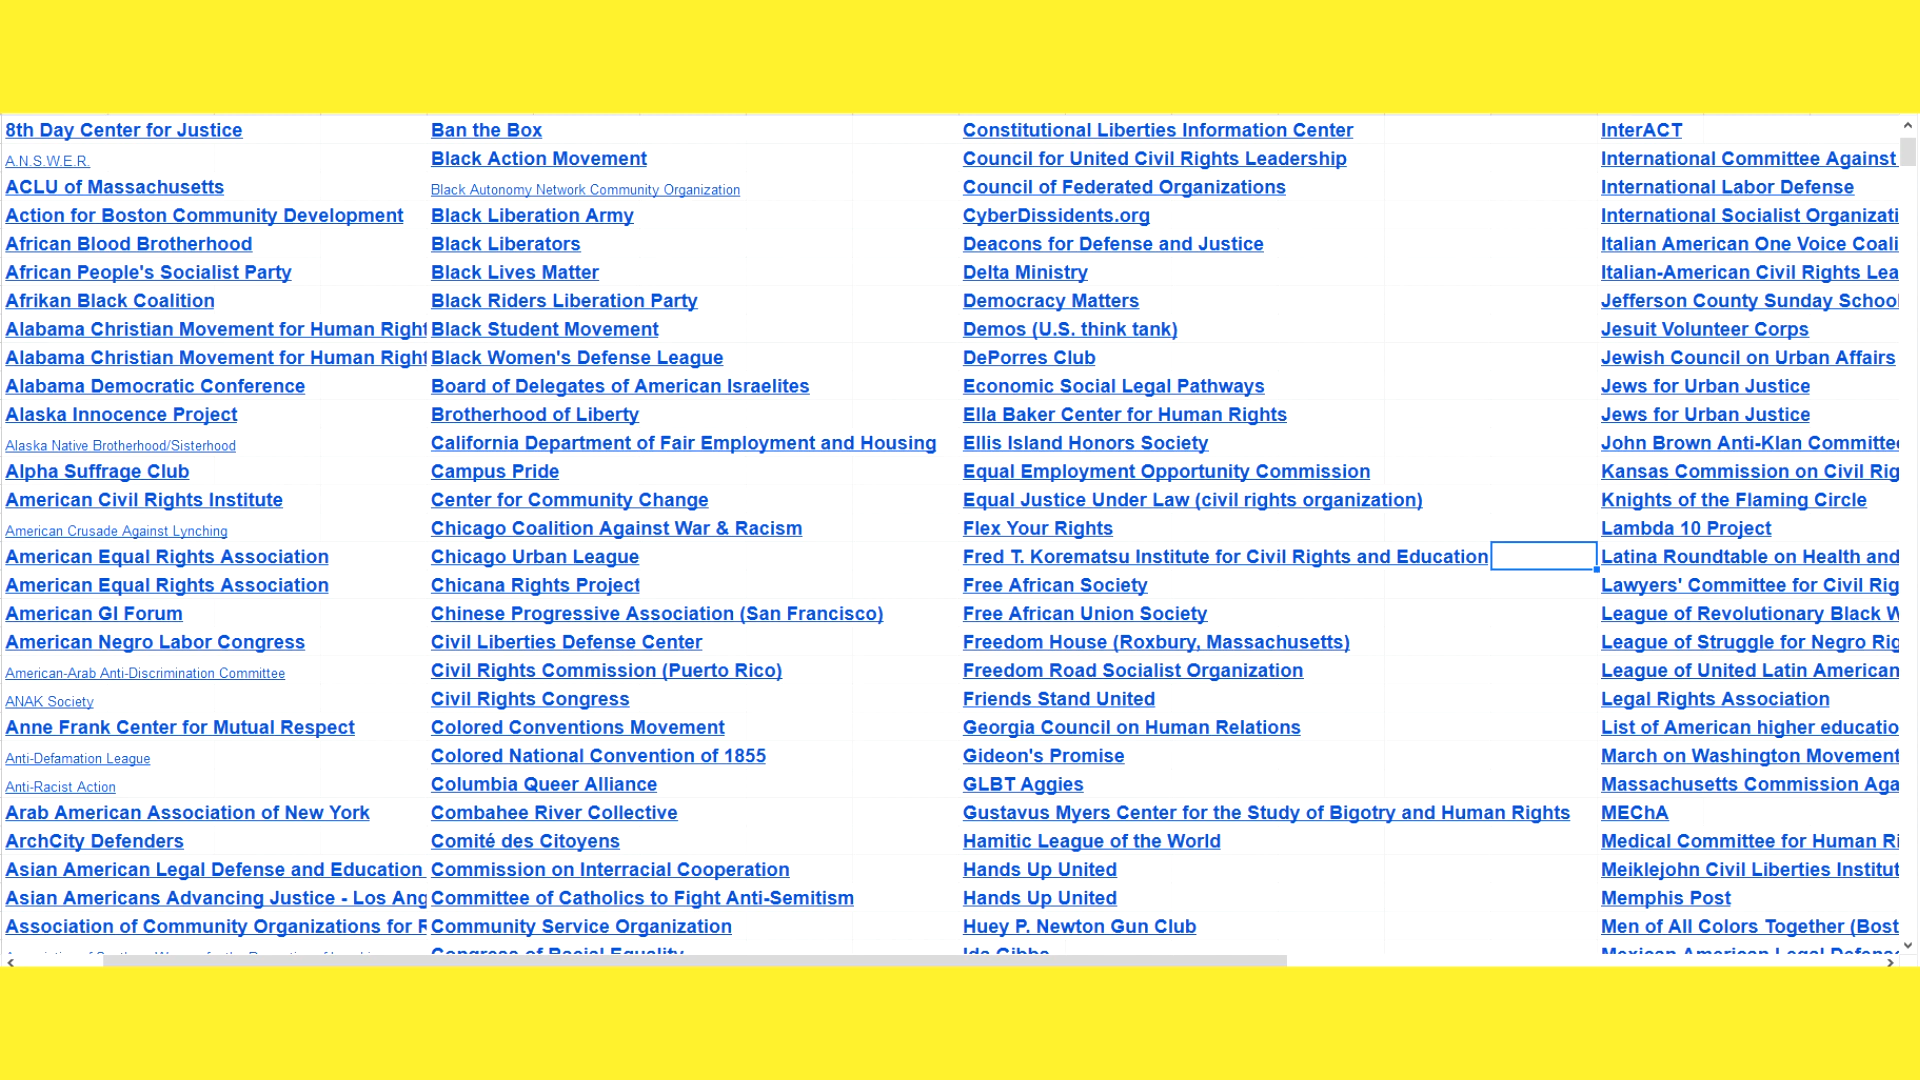 8th Day Center for Justice
A.N.S.W.E.R.
ACLU of Massachusetts
Action for Boston Community Development
African Blood Brotherhood
African People's Socialist Party
Afrikan Black Coalition
Alabama Christian Movement for Human Right
Alabama Christian Movement for Human Right
Alabama Democratic Conference
Alaska Innocence Project
Alaska Native Brotherhood/Sisterhood
Alpha Suffrage Club
American Civil Rights Institute
American Crusade Against Lynching
American Equal Rights Association
American Equal Rights Association
American GI Forum
American Negro Labor Congress
American-Arab Anti-Discrimination Committee
ANAK Society
Anne Frank Center for Mutual Respect
Anti-Defamation League
Anti-Racist Action
Arab American Association of New York
ArchCity Defenders
Asian American Legal Defense and Education
Asian Americans Advancing Justice - Los Ang
Association of Community Organizations for R
Ban the Box
Black Action Movement
Black Autonomy Network Community Organization
Black Liberation Army
Black Liberators
Black Lives Matter
Black Riders Liberation Party
Black Student Movement
Black Women's Defense League
Board of Delegates of American Israelites
Brotherhood of Liberty
California Department of Fair Employment and Housing
Campus Pride
Center for Community Change
Chicago Coalition Against War & Racism
Chicago Urban League
Chicana Rights Project
Chinese Progressive Association (San Francisco)
Civil Liberties Defense Center
Civil Rights Commission (Puerto Rico)
Civil Rights Congress
Colored Conventions Movement
Colored National Convention of 1855
Columbia Queer Alliance
Combahee River Collective
Comité des Citoyens
Commission on Interracial Cooperation
Committee of Catholics to Fight Anti-Semitism
Community Service Organization
Congress of Racial Equality
Constitutional Liberties Information Center
Council for United Civil Rights Leadership
Council of Federated Organizations
CyberDissidents.org
Deacons for Defense and Justice
Delta Ministry
Democracy Matters
Demos (U.S. think tank)
DePorres Club
Economic Social Legal Pathways
Ella Baker Center for Human Rights
Ellis Island Honors Society
Equal Employment Opportunity Commission
Equal Justice Under Law (civil rights organization)
Flex Your Rights
Fred T. Korematsu Institute for Civil Rights and Education
Free African Society
Free African Union Society
Freedom House (Roxbury, Massachusetts)
Freedom Road Socialist Organization
Friends Stand United
Georgia Council on Human Relations
Gideon's Promise
GLBT Aggies
Gustavus Myers Center for the Study of Bigotry and Human Rights
Hamitic League of the World
Hands Up United
Hands Up United
Huey P. Newton Gun Club
Ida Gibbs
InterACT
International Committee Against
International Labor Defense
International Socialist Organizati
Italian American One Voice Coali
Italian-American Civil Rights Lea
Jefferson County Sunday School
Jesuit Volunteer Corps
Jewish Council on Urban Affairs
Jews for Urban Justice
Jews for Urban Justice
John Brown Anti-Klan Committee
Kansas Commission on Civil Rig
Knights of the Flaming Circle
Lambda 10 Project
Latina Roundtable on Health and
Lawyers' Committee for Civil Rig
League of Revolutionary Black W
League of Struggle for Negro Rig
League of United Latin American
Legal Rights Association
List of American higher educatio
March on Washington Movement
Massachusetts Commission Aga
MEChA
Medical Committee for Human Ri
Meiklejohn Civil Liberties Institut
Memphis Post
Men of All Colors Together (Bost
Mexican American Legal Defense